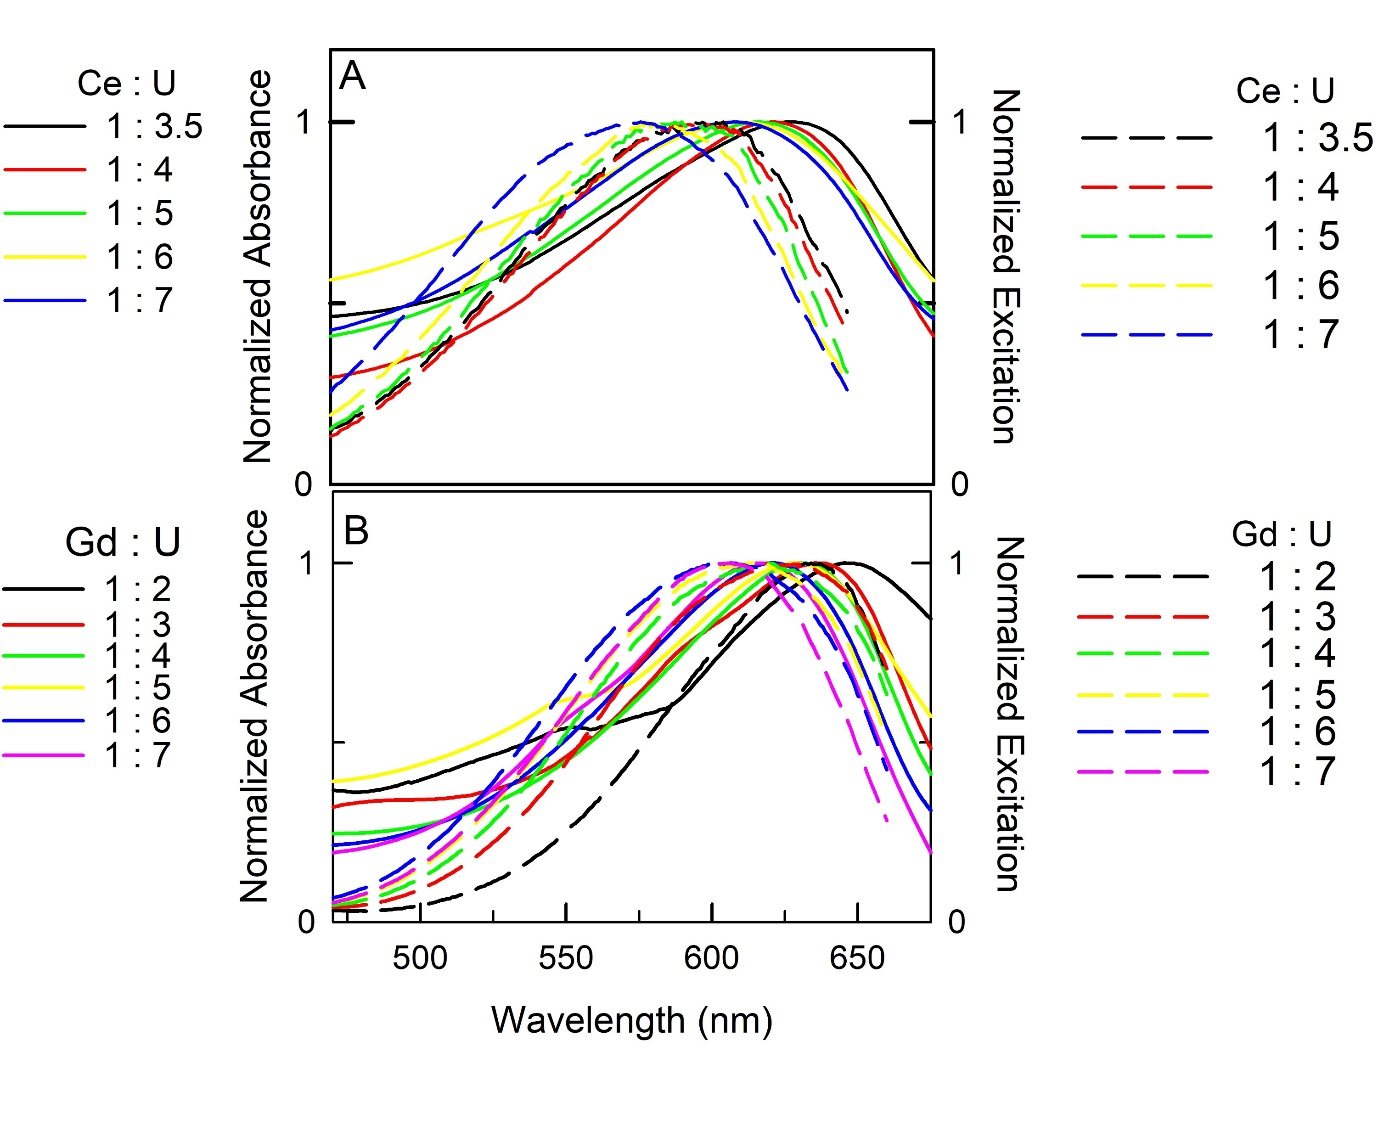 Ce : U
1 : 3.5
1 : 4
1 : 5
1 : 6
1 : 7
Normalized Absorbance
1
0
A
1
0
Normalized Excitation
Ce : U
1 : 3.5
1 : 4
1 : 5
1 : 6
1 : 7
Gd : U
1 : 2
1 : 3
1 : 4
1 : 5
1 : 6
1 : 7
Normalized Absorbance
1
0
B
1
0
Normalized Excitation
Gd : U
1 : 2
1 : 3
1 : 4
1 : 5
1 : 6
1 : 7
500 550 600 650
Wavelength (nm)